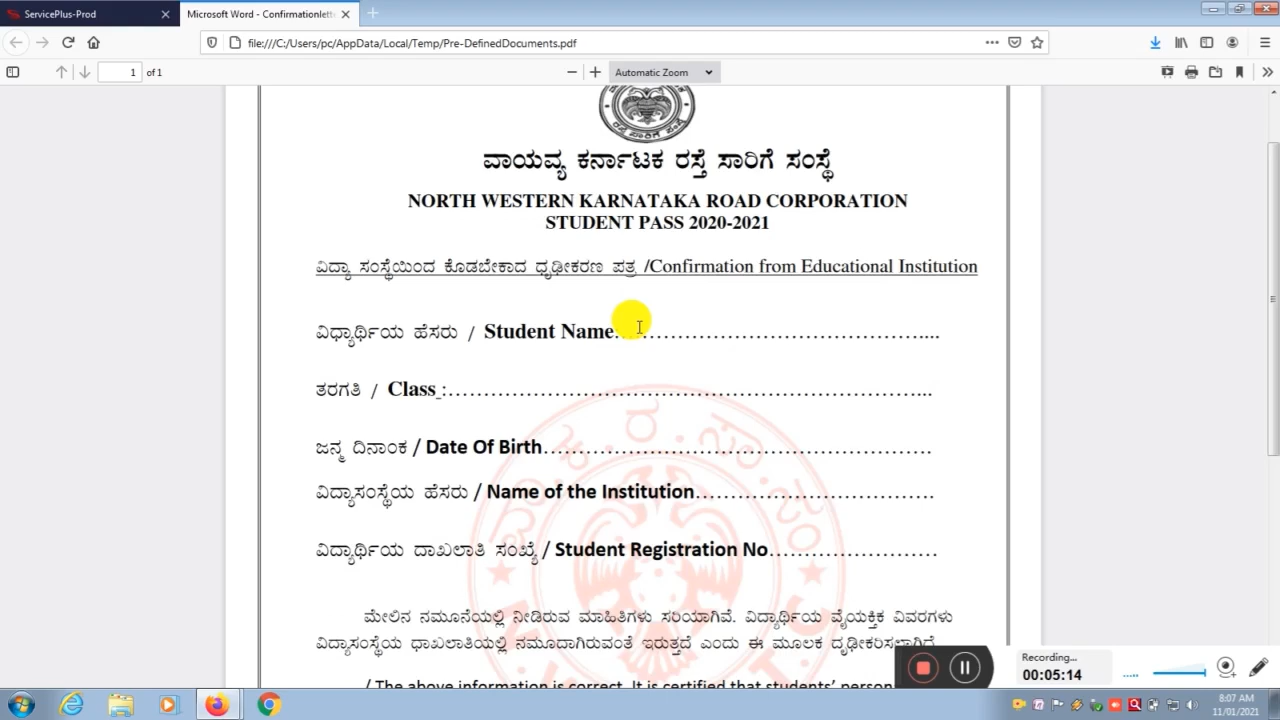 ServicePlus-Prod
Microsoft Word - Confirmationlett
file:///C:/Users/pc/AppData/Local/Temp/Pre-DefinedDocuments.pdf
1 of 1 Automatic Zoom
ವಾಯವ್ಯ ಕರ್ನಾಟಕ ರಸ್ತೆ ಸಾರಿಗೆ ಸಂಸ್ಥೆ
NORTH WESTERN KARNATAKA ROAD CORPORATION
STUDENT PASS 2020-2021
ವಿದ್ಯಾ ಸಂಸ್ಥೆಯಿಂದ ಕೊಡಬೇಕಾದ ಧೃಢೀಕರಣ ಪತ್ರ /Confirmation from Educational Institution
ವಿಧ್ಯಾರ್ಥಿಯ ಹೆಸರು / Student Name…………………………………………....
ತರಗತಿ / Class :…………………………………………………………...
ಜನ್ಮ ದಿನಾಂಕ / Date Of Birth……………………………………………….
ವಿದ್ಯಾಸಂಸ್ಥೆಯ ಹೆಸರು / Name of the Institution…………………………….
ವಿದ್ಯಾರ್ಥಿಯ ದಾಖಲಾತಿ ಸಂಖ್ಯೆ / Student Registration No……………………
ಮೇಲಿನ ನಮೂನೆಯಲ್ಲಿ ನೀಡಿರುವ ಮಾಹಿತಿಗಳು ಸರಿಯಾಗಿವೆ. ವಿದ್ಯಾರ್ಥಿಯ ವೈಯಕ್ತಿಕ ವಿವರಗಳು
ವಿದ್ಯಾಸಂಸ್ಥೆಯ ಧಾಖಲಾತಿಯಲ್ಲಿ ನಮೂದಾಗಿರುವಂತೆ ಇರುತ್ತದೆ ಎಂದು ಈ ಮೂಲಕ ದೃಢೀಕರಿಸಲಾಗಿದೆ.
/ The above information is correct. It is certified that students' person
Recording...
00:05:14
8:07 AM
11/01/2021